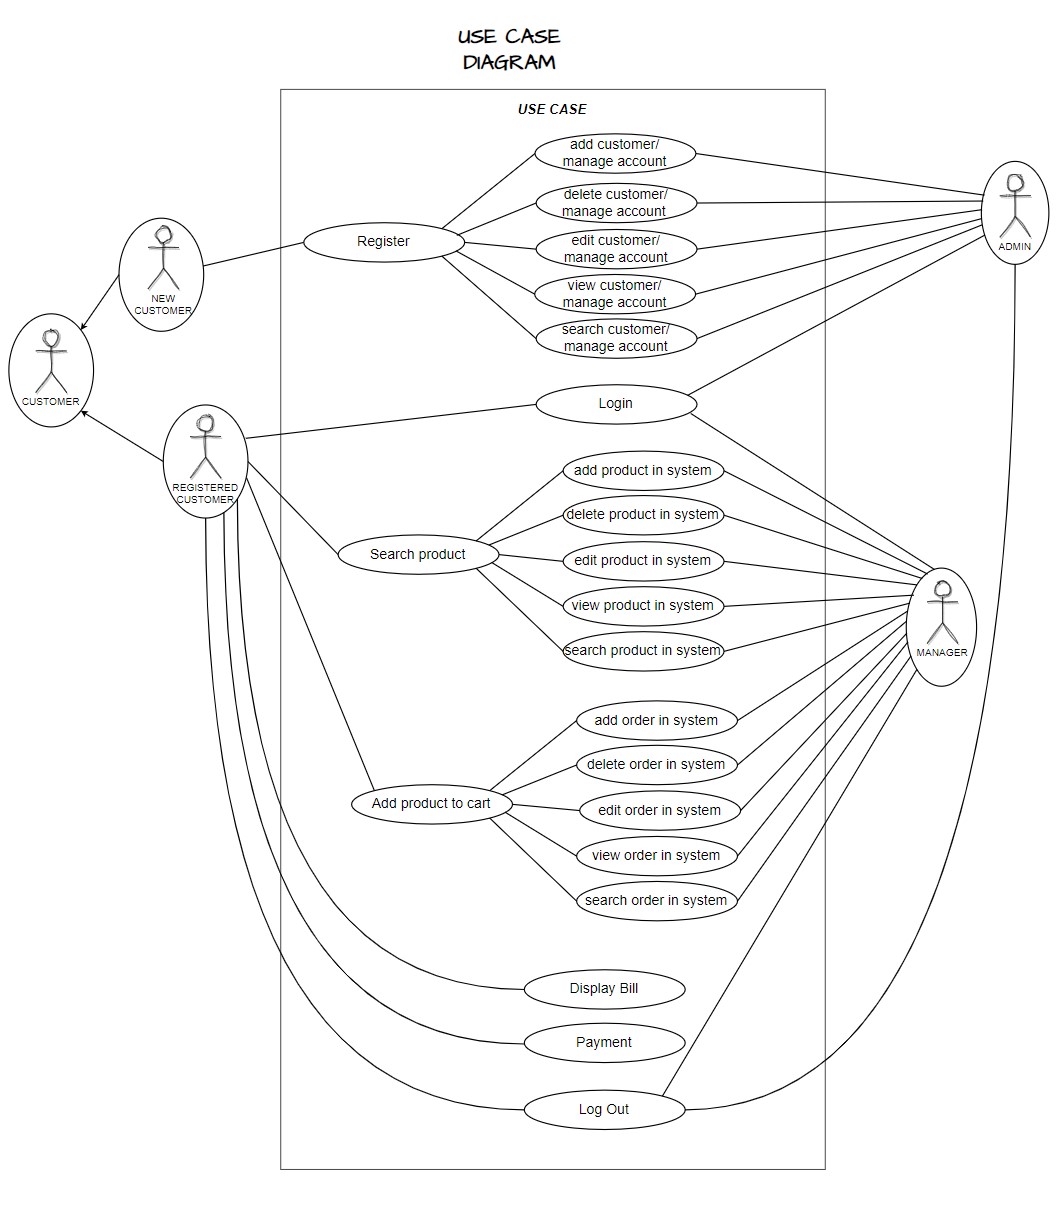 USE CASE
DIAGRAM
USE CASE
add customer/
manage account
delete customer/
manage account
edit customer/
manage account
view customer/
manage account
search customer/
manage account
Register
ADMIN
NEW
CUSTOMER
CUSTOMER
Login
REGISTERED
CUSTOMER
add product in system
delete product in system
edit product in system
view product in system
search product in system
Search product
MANAGER
add order in system
delete order in system
edit order in system
view order in system
search order in system
Add product to cart
Display Bill
Payment
Log Out